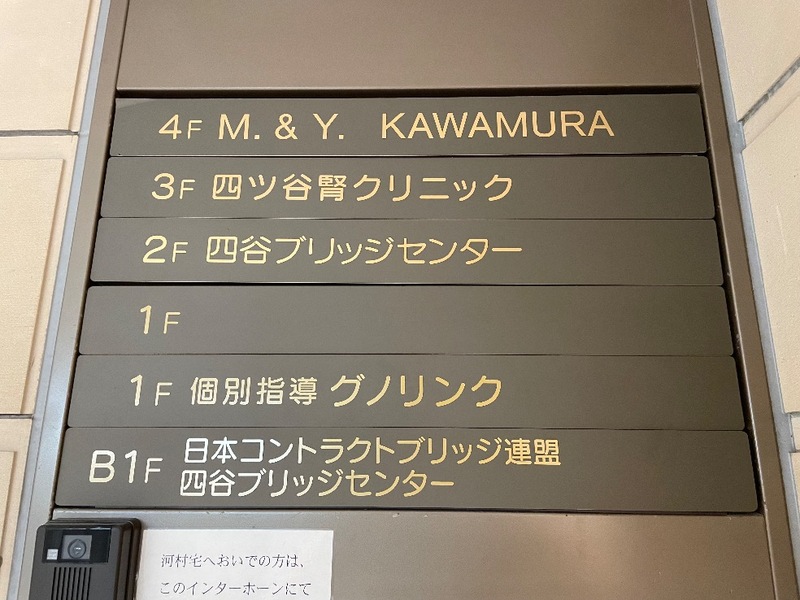 4F M. & Y. KAWAMURA
3F 四ツ谷腎クリニック
2F 四谷ブリッジセンター
1F
1F 個別指導 グノリンク
B1F 日本コントラクトブリッジ連盟
四谷ブリッジセンター
河村宅へおいでの方は、
このインターホーンにて